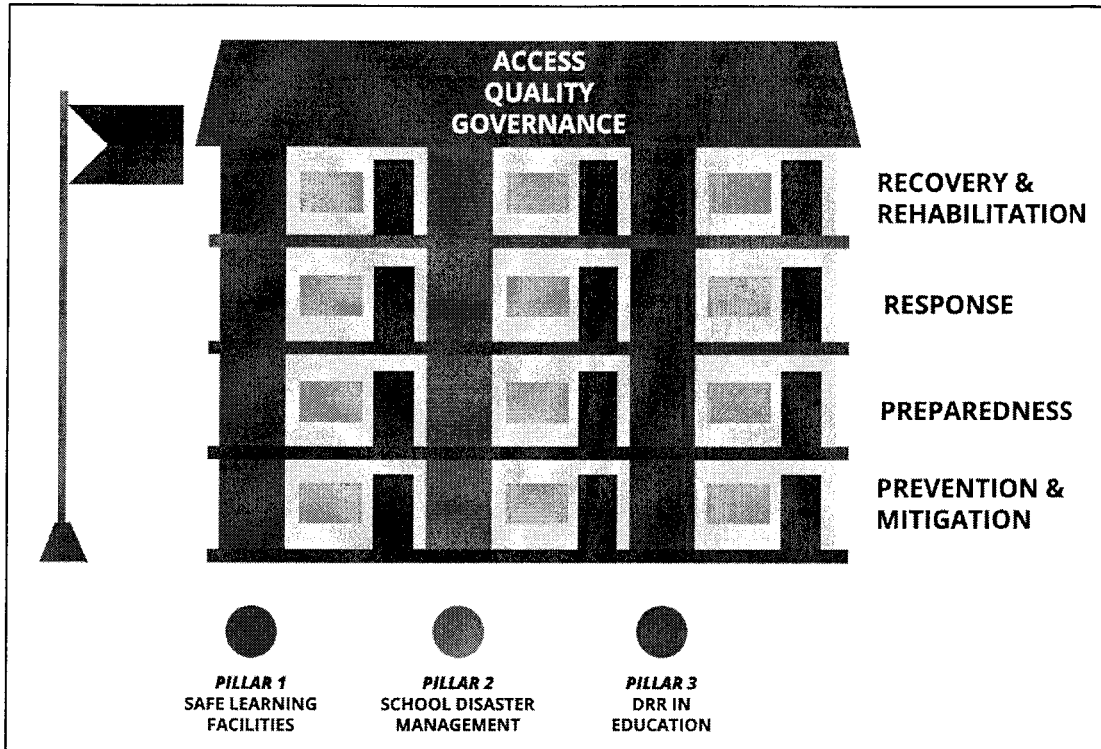 ACCESS
QUALITY
GOVERNANCE
RECOVERY &
REHABILITATION
RESPONSE
PREPAREDNESS
PREVENTION &
MITIGATION
PILLAR 1
SAFE LEARNING
FACILITIES
PILLAR 2
SCHOOL DISASTER
MANAGEMENT
PILLAR 3
DRR IN
EDUCATION